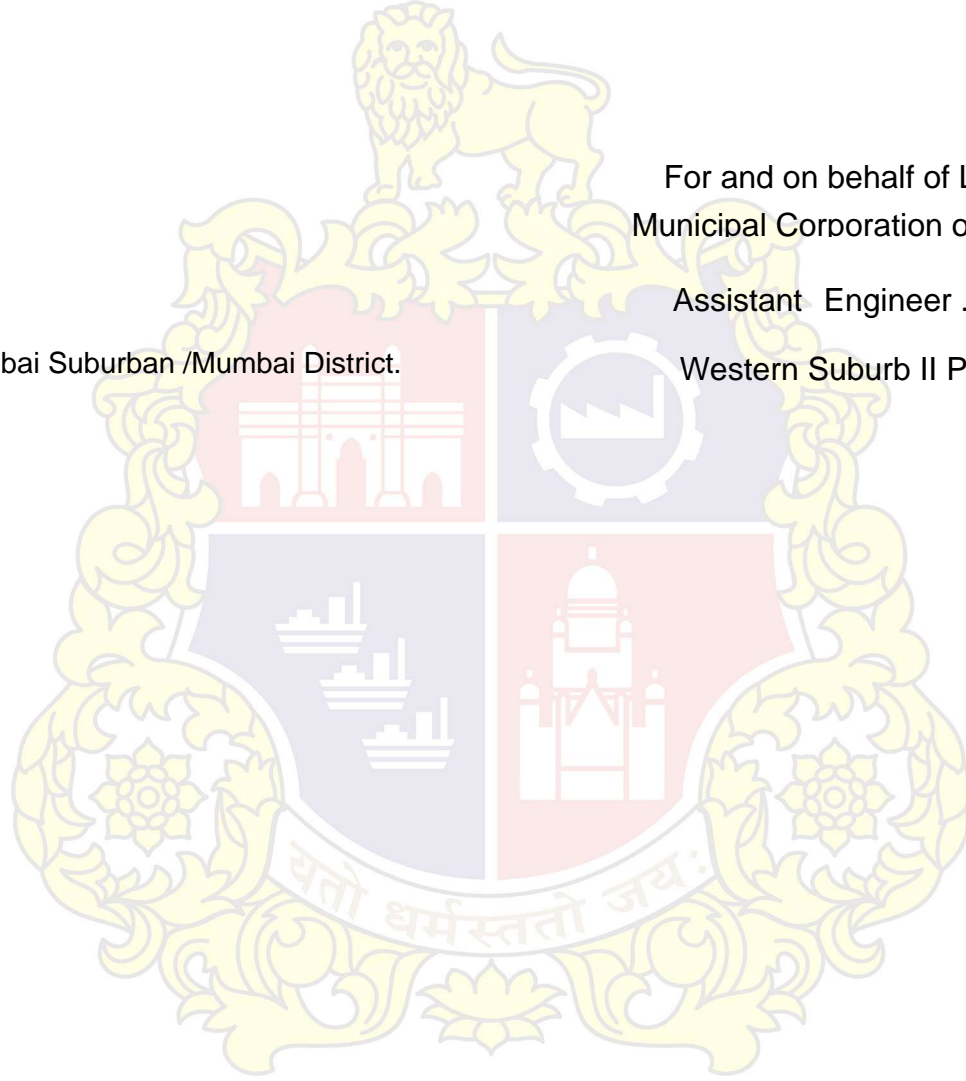 For and on behalf of L
Municipal Corporation o
Assistant Engineer .
bai Suburban /Mumbai District.
Western Suburb II P
यतो धर्मस्ततो जय: